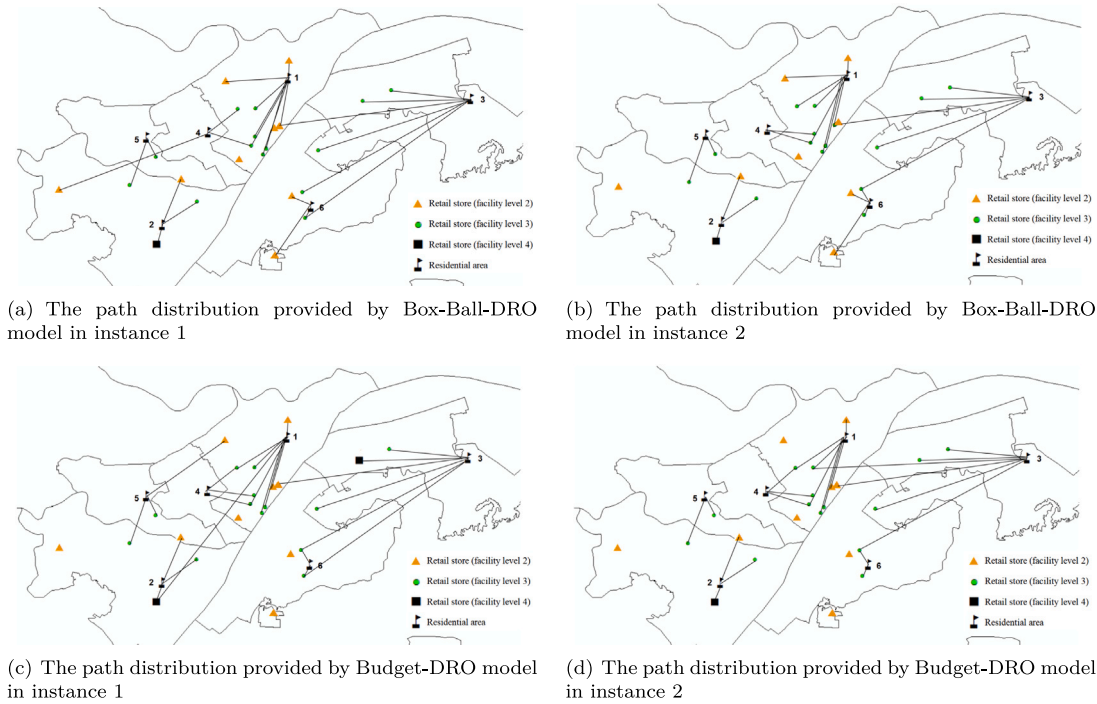 1
3
4
5
2
6
Retail store (facility level 2)
Retail store (facility level 3)
Retail store (facility level 4)
Residential area
1
3
4
5
2
6
Retail store (facility level 2)
Retail store (facility level 3)
Retail store (facility level 4)
Residential area
(a) The path distribution provided by Box-Ball-DRO
model in instance 1
(b) The path distribution provided by Box-Ball-DRO
model in instance 2
1
3
4
5
2
6
Retail store (facility level 2)
Retail store (facility level 3)
Retail store (facility level 4)
Residential area
1
3
4
5
2
6
Retail store (facility level 2)
Retail store (facility level 3)
Retail store (facility level 4)
Residential area
(c) The path distribution provided by Budget-DRO model
in instance 1
(d) The path distribution provided by Budget-DRO model
in instance 2